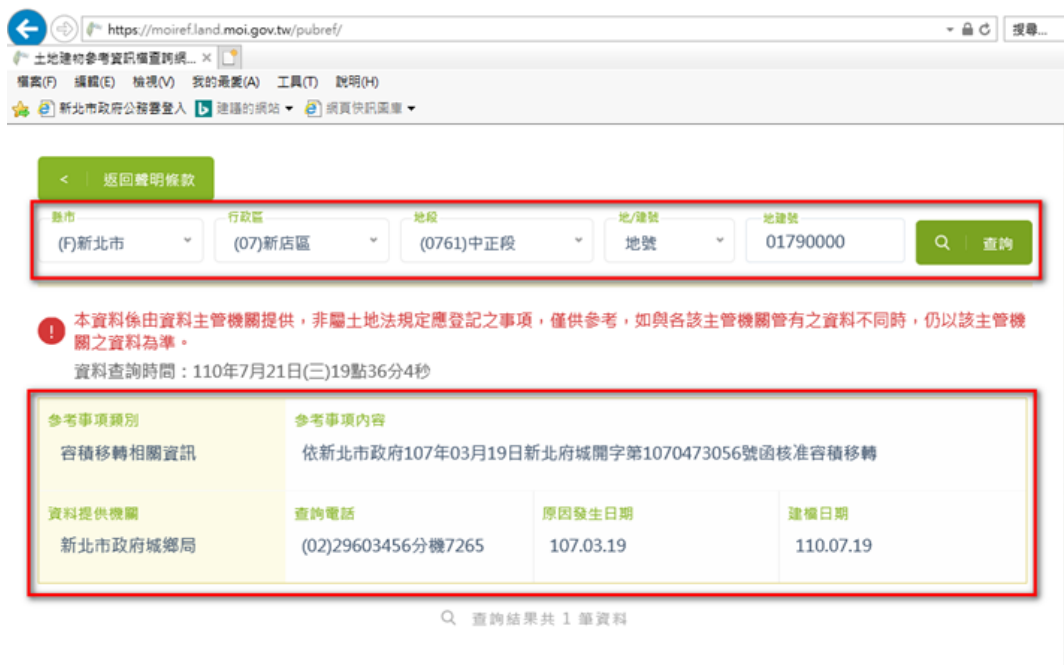 https://moiref.land.moi.gov.tw/pubref/
搜尋...
土地建物參考資訊檔查詢網... ×
檔案(F) 編輯(E) 檢視(V) 我的最愛(A) 工具(T) 說明(H)
新北市政府公務雲登入 建議的網站 網頁快訊圖庫
< 返回聲明條款
縣市 行政區 地段 地/建號 地建號
(F)新北市 (07)新店區 (0761)中正段 地號 01790000 查詢
本資料係由資料主管機關提供,非屬土地法規定應登記之事項,僅供參考,如與各該主管機關管有之資料不同時,仍以該主管機
關之資料為準。
資料查詢時間:110年7月21日(三)19點36分4秒
參考事項類別 參考事項內容
容積移轉相關資訊 依新北市政府107年03月19日新北府城開字第1070473056號函核准容積移轉
資料提供機關 查詢電話 原因發生日期 建檔日期
新北市政府城鄉局 (02)29603456分機7265 107.03.19 110.07.19
查詢結果共 1 筆資料